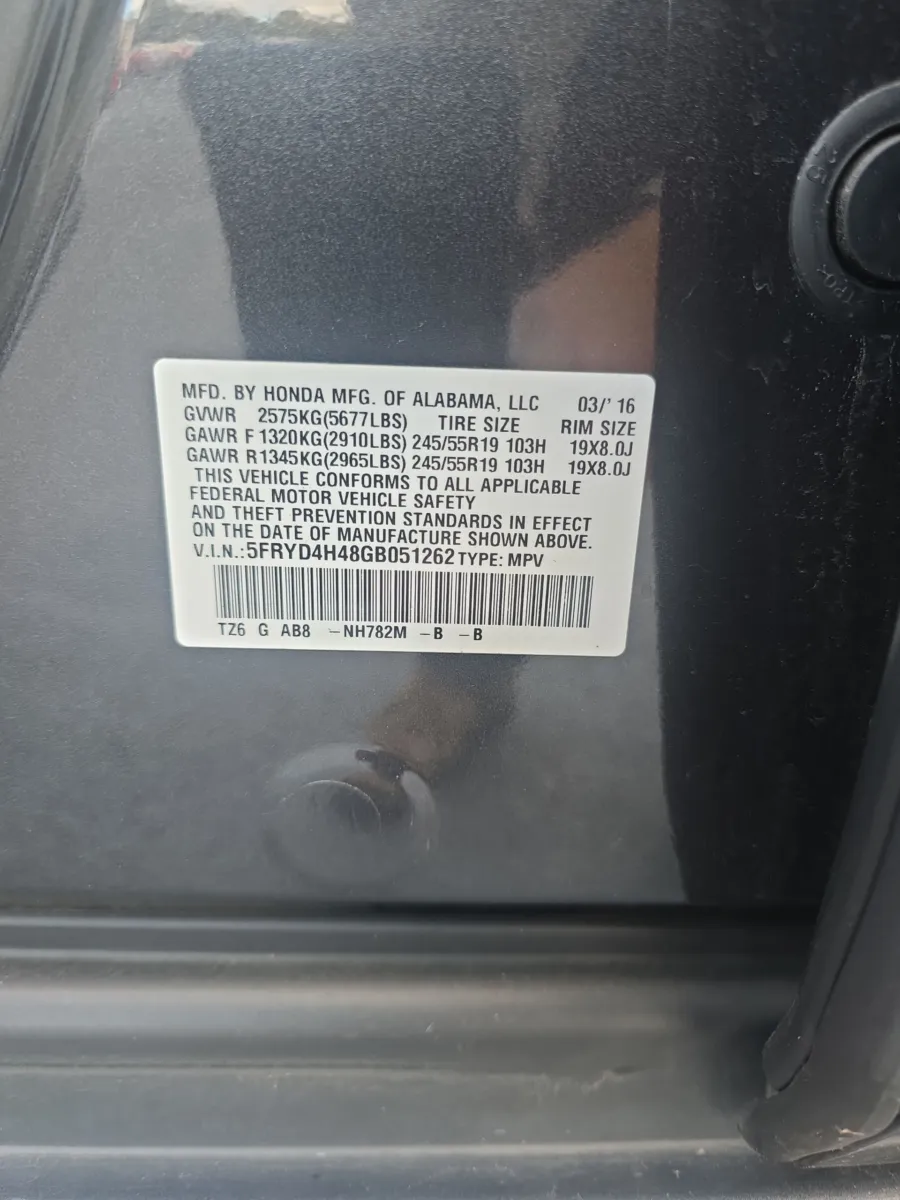 MFD. BY HONDA MFG. OF ALABAMA, LLC 03/' 16
GVWR 2575KG(5677LBS) TIRE SIZE RIM SIZE
GAWR F 1320KG(2910LBS) 245/55R19 103H 19X8.0J
GAWR R 1345KG(2965LBS) 245/55R19 103H 19X8.0J
THIS VEHICLE CONFORMS TO ALL APPLICABLE
FEDERAL MOTOR VEHICLE SAFETY
AND THEFT PREVENTION STANDARDS IN EFFECT
ON THE DATE OF MANUFACTURE SHOWN ABOVE.
V.I.N.:5FRYD4H48GB051262 TYPE: MPV
TZ6 G AB8 -NH782M -B -B